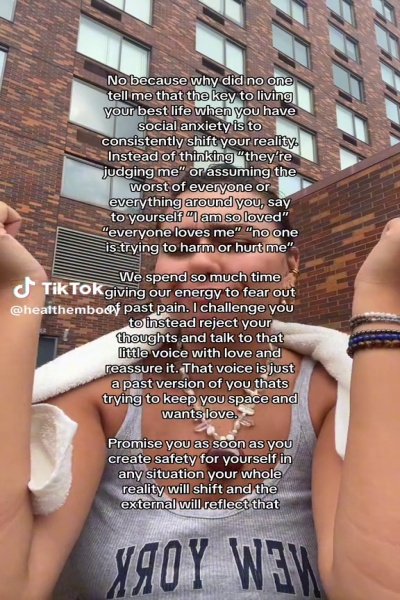 No because why did no one
tell me that the key to living
your best life when you have
social anxiety is to
consistently shift your reality.
Instead of thinking “they’re
judging me” or assuming the
worst of everyone or
everything around you, say
to yourself “I am so loved”
“everyone loves me” “no one
is trying to harm or hurt me”
We spend so much time
giving our energy to fear out
of past pain. I challenge you
to instead reject your
thoughts and talk to that
little voice with love and
reassure it. That voice is just
a past version of you thats
trying to keep you space and
wants love.
Promise you as soon as you
create safety for yourself in
any situation your whole
reality will shift and the
external will reflect that
TikTok
@healthembody
NEW YORK